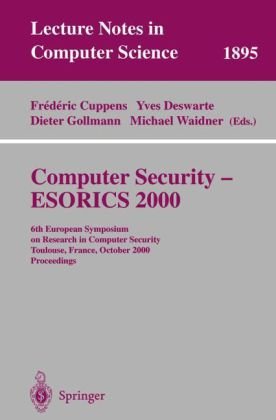 Lecture Notes in
Computer Science 1895
Frédéric Cuppens Yves Deswarte
Dieter Gollmann Michael Waidner (Eds.)
Computer Security –
ESORICS 2000
6th European Symposium
on Research in Computer Security
Toulouse, France, October 2000
Proceedings
Springer